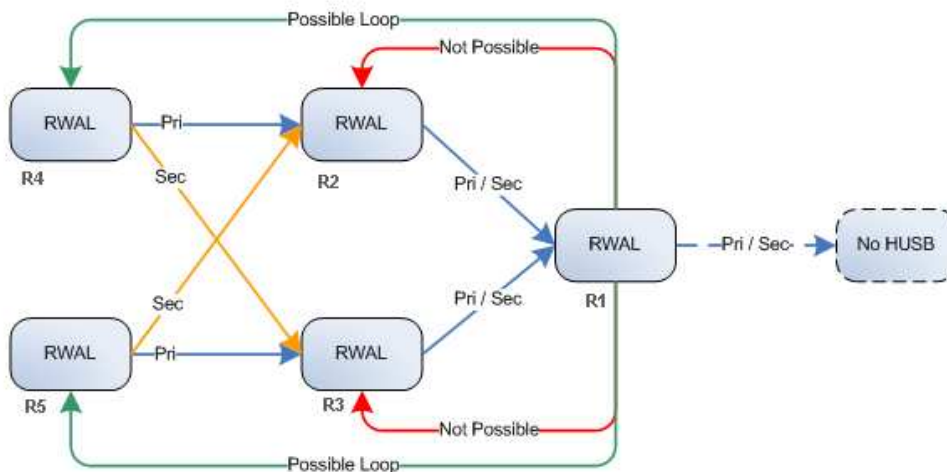 Possible Loop
Not Possible
RWAL
Pri
RWAL
R4
Sec
R2
Pri / Sec
RWAL
Pri / Sec
No HUSB
R1
Sec
Pri / Sec
RWAL
Pri
RWAL
R5
R3
Not Possible
Possible Loop